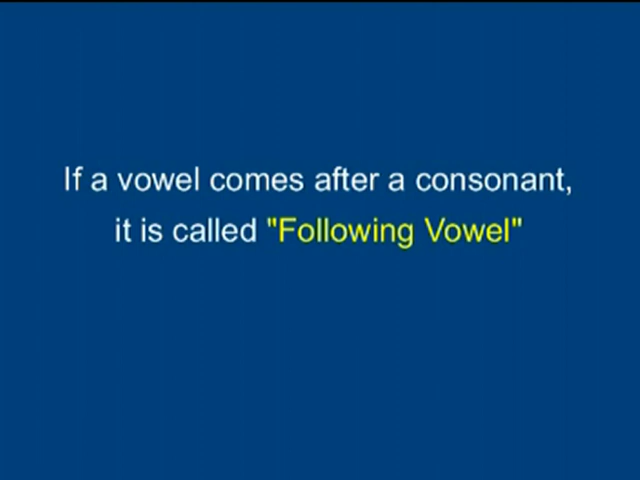 If a vowel comes after a consonant,
it is called "Following Vowel"